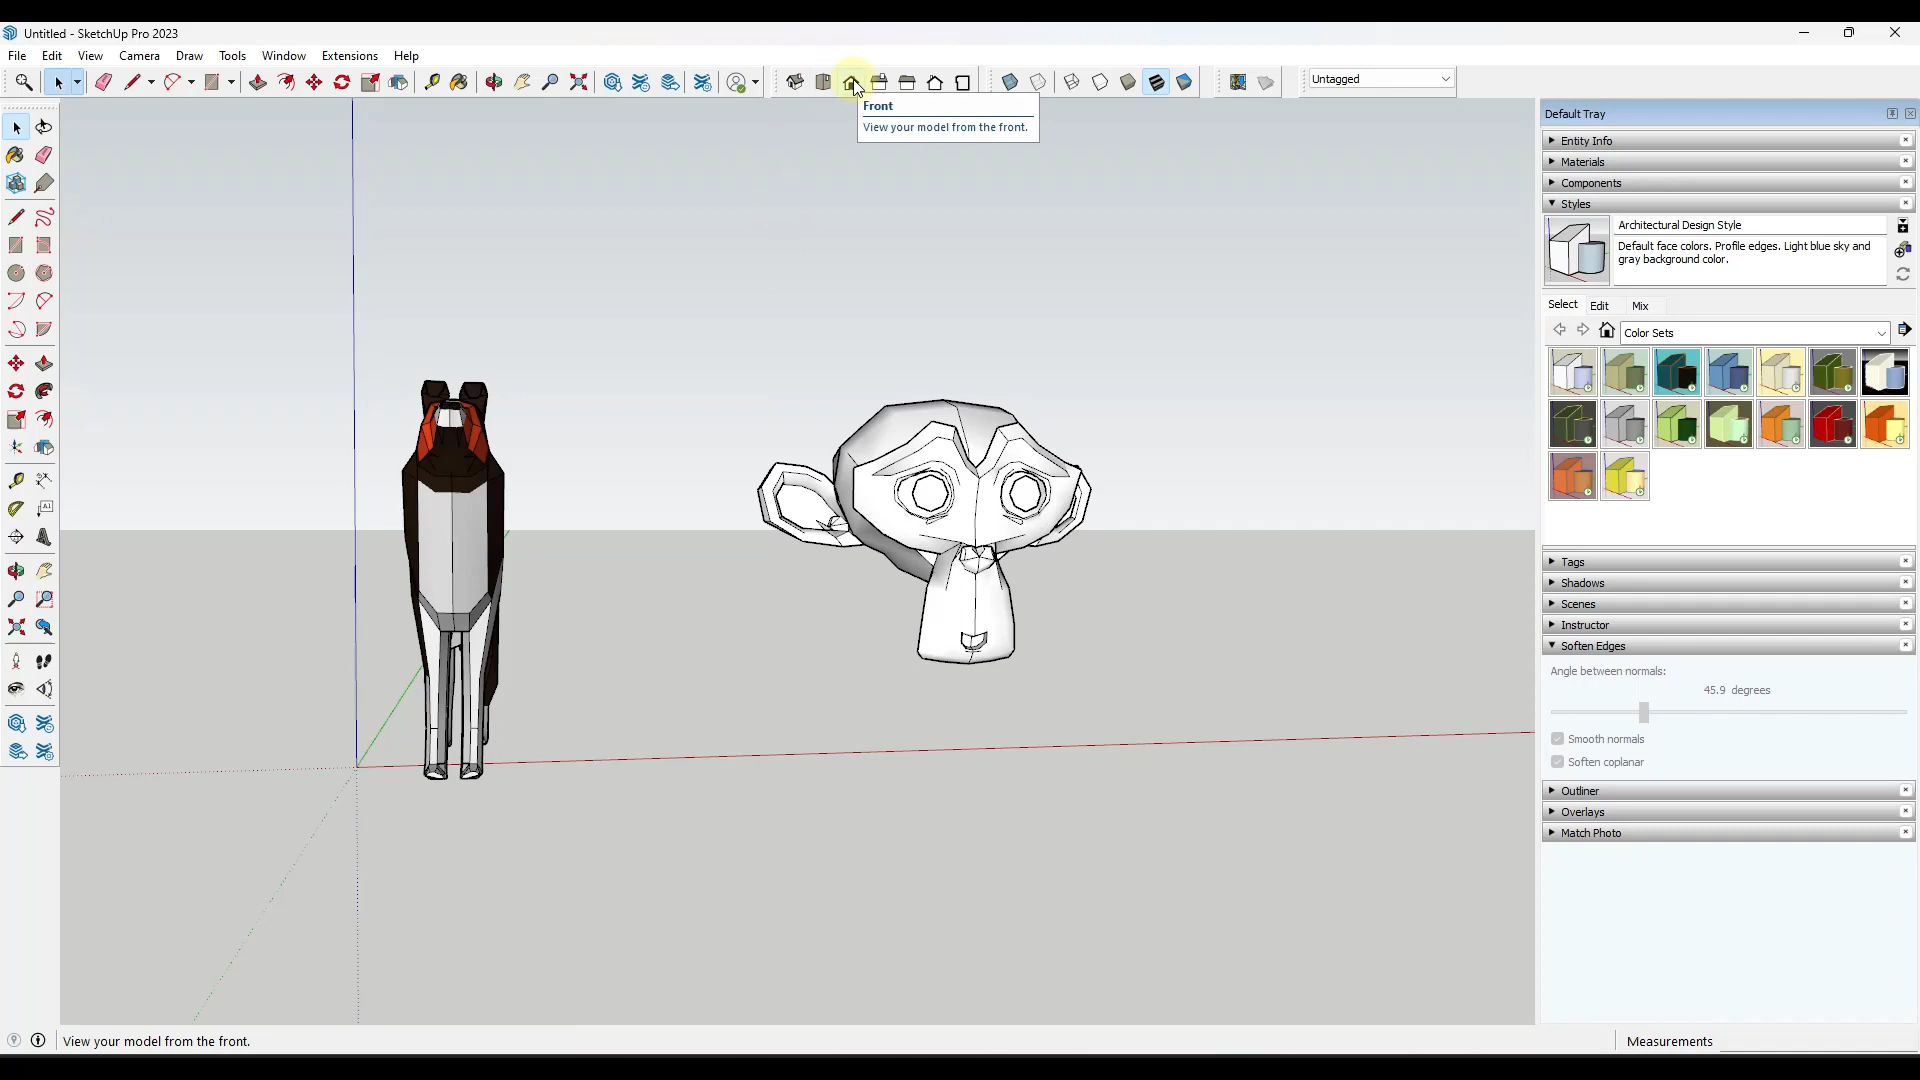 Untitled - SketchUp Pro 2023
File Edit View Camera Draw Tools Window Extensions Help
Untagged
Front
View your model from the front.
Default Tray
Entity Info
Materials
Components
Styles
Architectural Design Style
Default face colors. Profile edges. Light blue sky and
gray background color.
Select Edit Mix
Color Sets
Tags
Shadows
Scenes
Instructor
Soften Edges
Angle between normals:
45.9 degrees
Smooth normals
Soften coplanar
Outliner
Overlays
Match Photo
View your model from the front.
Measurements